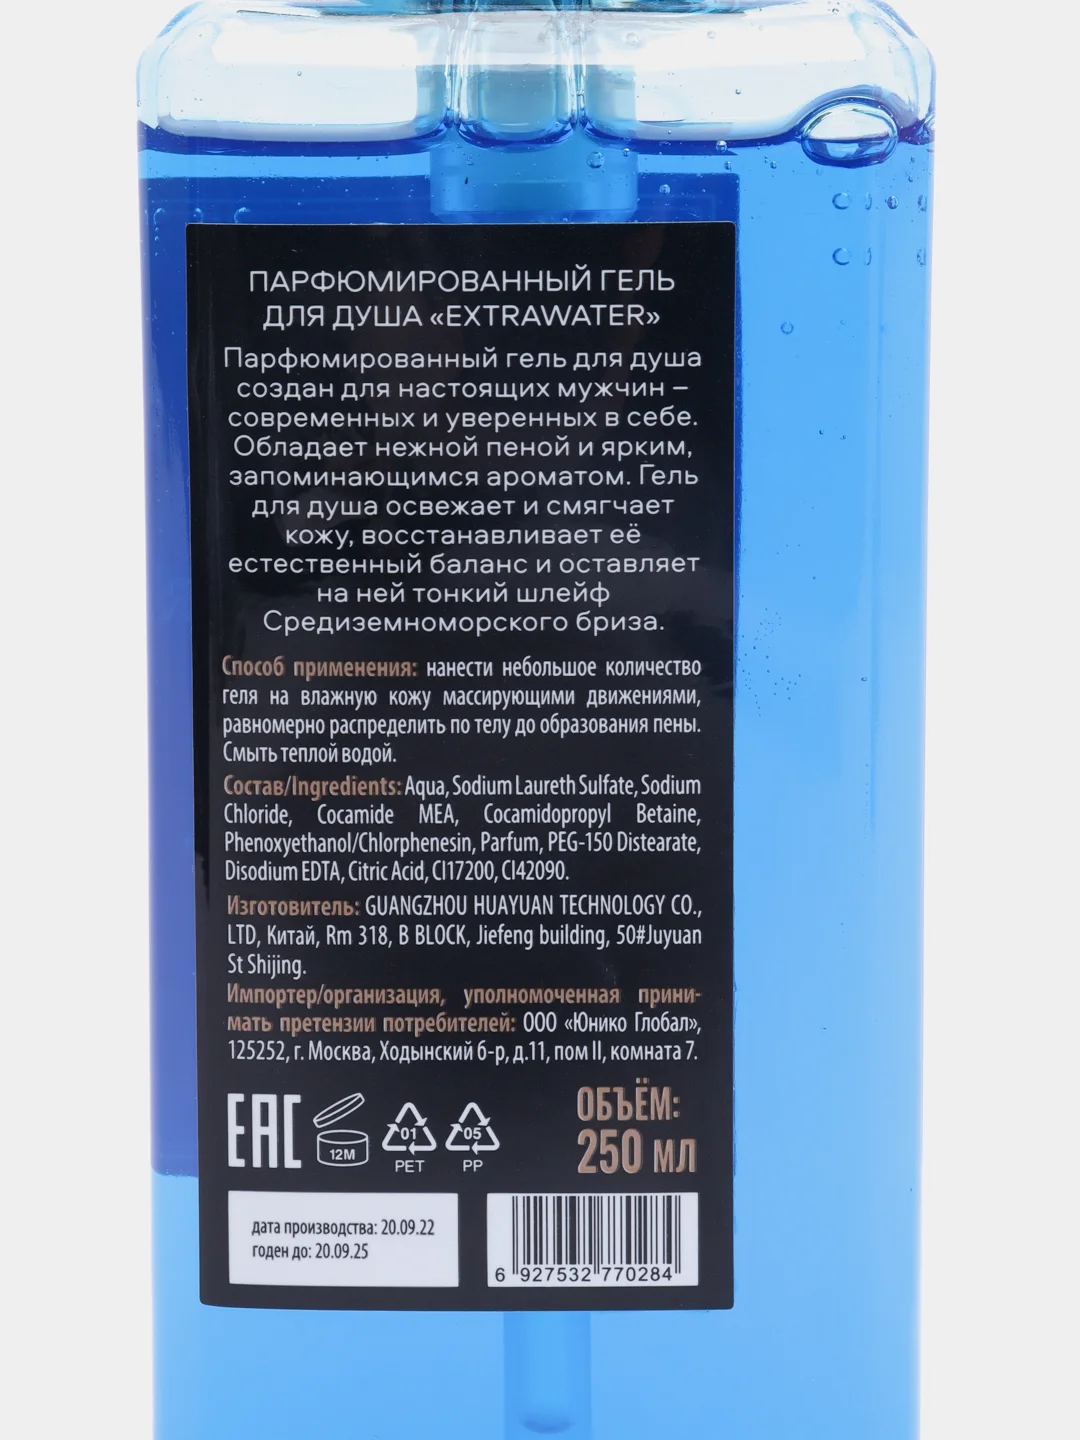 ПАРФЮМИРОВАННЫЙ ГЕЛЬ
ДЛЯ ДУША «EXTRAWATER»
Парфюмированный гель для душа
создан для настоящих мужчин –
современных и уверенных в себе.
Обладает нежной пеной и ярким,
запоминающимся ароматом. Гель
для душа освежает и смягчает
кожу, восстанавливает её
естественный баланс и оставляет
на ней тонкий шлейф
Средиземноморского бриза.
Способ применения: нанести небольшое количество
геля на влажную кожу массирующими движениями,
равномерно распределить по телу до образования пены.
Смыть теплой водой.
Состав/Ingredients: Aqua, Sodium Laureth Sulfate, Sodium
Chloride, Cocamide MEA, Cocamidopropyl Betaine,
Phenoxyethanol/Chlorphenesin, Parfum, PEG-150 Distearate,
Disodium EDTA, Citric Acid, CI17200, CI42090.
Изготовитель: GUANGZHOU HUAYUAN TECHNOLOGY CO.,
LTD, Китай, Rm 318, B BLOCK, Jiefeng building, 50#Juyuan
St Shijing.
Импортер/организация, уполномоченная прини-
мать претензии потребителей: ООО «Юнико Глобал»,
125252, г. Москва, Ходынский б-р, д.11, пом II, комната 7.
EAC 12M 01 PET 05 PP
ОБЪЁМ:
250 МЛ
дата производства: 20.09.22
годен до: 20.09.25
6 927532 770284